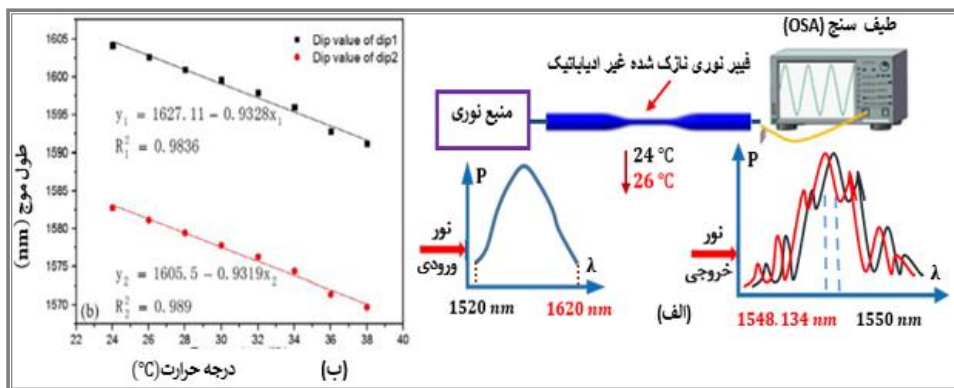 1605
1600
1595
1590
1585
1580
1575
1570
طول موج (nm)
Dip value of dip1
Dip value of dip2
y₁ = 1627.11 - 0.9328x₁
R₁² = 0.9836
y₂ = 1605.5 - 0.9319x₂
R₂² = 0.989
(b)
22 24 26 28 30 32 34 36 38 40
درجه حرارت(°C)
(ب)
طیف سنج (OSA)
فیبر نوری نازک شده غیر ادیاباتیک
منبع نوری
24 °C
26 °C
P
نور
ورودی
λ
1520 nm
1620 nm
(الف)
P
نور
خروجی
λ
1548.134 nm
1550 nm